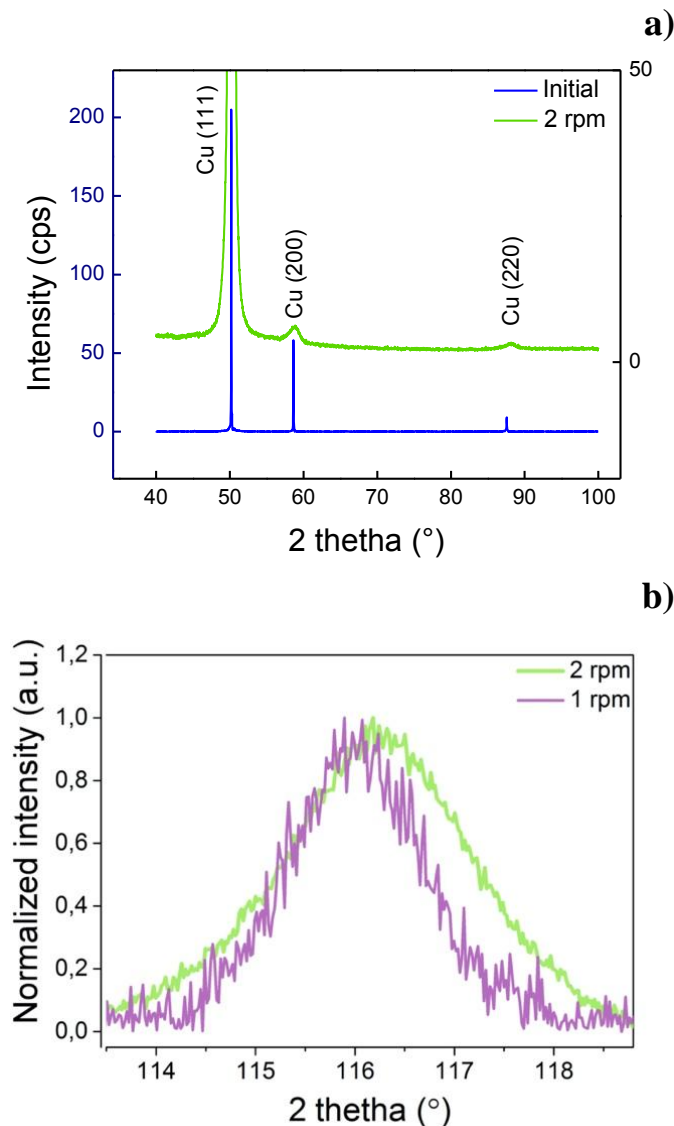 a)
Initial
2 rpm
Cu (111)
Cu (200)
Cu (220)
Intensity (cps)
200
150
100
50
0
50
0
40 50 60 70 80 90 100
2 thetha (°)
b)
2 rpm
1 rpm
Normalized intensity (a.u.)
1,2
1,0
0,8
0,6
0,4
0,2
0,0
114 115 116 117 118
2 thetha (°)